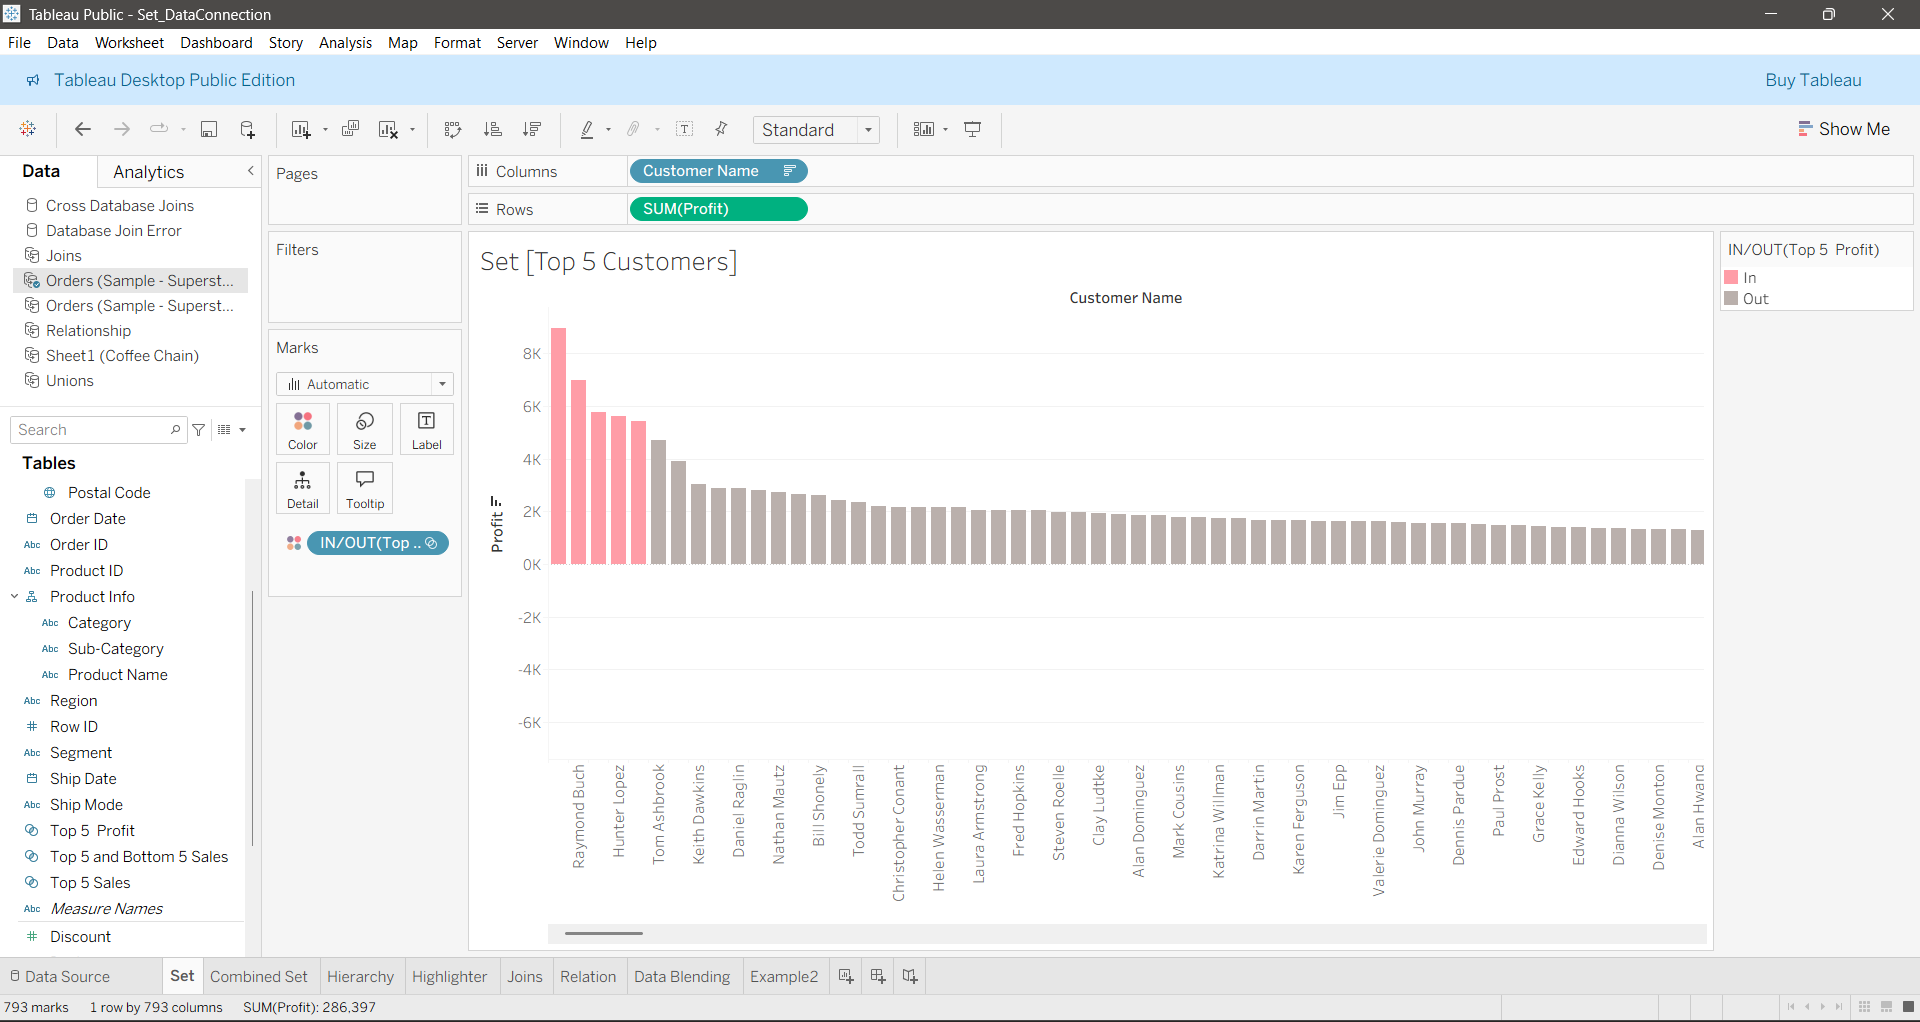 Tableau Public - Set_DataConnection
File Data Worksheet Dashboard Story Analysis Map Format Server Window Help
Tableau Desktop Public Edition
Buy Tableau
Standard
Show Me
Data
Analytics
Cross Database Joins
Database Join Error
Joins
Orders (Sample - Superst...
Orders (Sample - Superst...
Relationship
Sheet1 (Coffee Chain)
Unions
Search
Tables
Postal Code
Order Date
Abc Order ID
Abc Product ID
Product Info
Abc Category
Abc Sub-Category
Abc Product Name
Abc Region
# Row ID
Abc Segment
Ship Date
Abc Ship Mode
Top 5  Profit
Top 5 and Bottom 5 Sales
Top 5 Sales
Abc Measure Names
# Discount
Pages
Filters
Marks
Automatic
Color
Size
T
Label
Detail
Tooltip
IN/OUT(Top ..
Columns
Customer Name
Rows
SUM(Profit)
Set [Top 5 Customers]
Customer Name
8K
6K
4K
2K
0K
-2K
-4K
-6K
Profit
Raymond Buch
Hunter Lopez
Tom Ashbrook
Keith Dawkins
Daniel Raglin
Nathan Mautz
Bill Shonely
Todd Sumrall
Christopher Conant
Helen Wasserman
Laura Armstrong
Fred Hopkins
Steven Roelle
Clay Ludtke
Alan Dominguez
Mark Cousins
Katrina Willman
Darrin Martin
Karen Ferguson
Jim Epp
Valerie Dominguez
John Murray
Dennis Pardue
Paul Prost
Grace Kelly
Edward Hooks
Dianna Wilson
Denise Monton
Alan Hwang
IN/OUT(Top 5  Profit)
In
Out
Data Source
Set
Combined Set
Hierarchy
Highlighter
Joins
Relation
Data Blending
Example2
793 marks 1 row by 793 columns SUM(Profit): 286,397